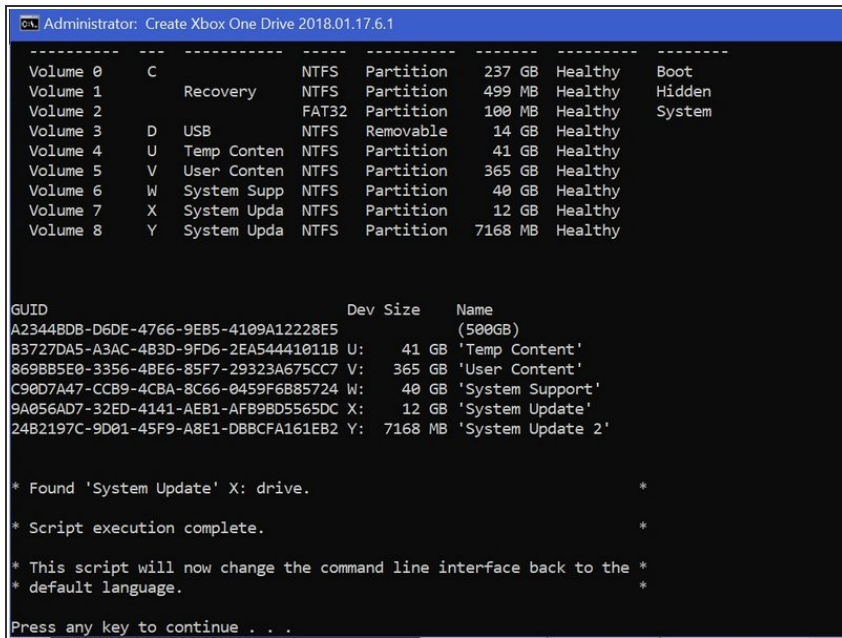 Administrator: Create Xbox One Drive 2018.01.17.6.1
---------- --- ----------- ----- ---------- ------- --------- --------
Volume 0 C NTFS Partition 237 GB Healthy Boot
Volume 1 Recovery NTFS Partition 499 MB Healthy Hidden
Volume 2 FAT32 Partition 100 MB Healthy System
Volume 3 D USB NTFS Removable 14 GB Healthy
Volume 4 U Temp Conten NTFS Partition 41 GB Healthy
Volume 5 V User Conten NTFS Partition 365 GB Healthy
Volume 6 W System Supp NTFS Partition 40 GB Healthy
Volume 7 X System Upda NTFS Partition 12 GB Healthy
Volume 8 Y System Upda NTFS Partition 7168 MB Healthy
GUID Dev Size Name
A2344BDB-D6DE-4766-9EB5-4109A12228E5 (500GB)
B3727DA5-A3AC-4B3D-9FD6-2EA54441011B U: 41 GB 'Temp Content'
869BB5E0-3356-4BE6-85F7-29323A675CC7 V: 365 GB 'User Content'
C90D7A47-CCB9-4CBA-8C66-0459F6B85724 W: 40 GB 'System Support'
9A056AD7-32ED-4141-AEB1-AFB9BD5565DC X: 12 GB 'System Update'
24B2197C-9D01-45F9-A8E1-DBBCFA161EB2 Y: 7168 MB 'System Update 2'
* Found 'System Update' X: drive. *
* Script execution complete. *
* This script will now change the command line interface back to the *
* default language. *
Press any key to continue . . .